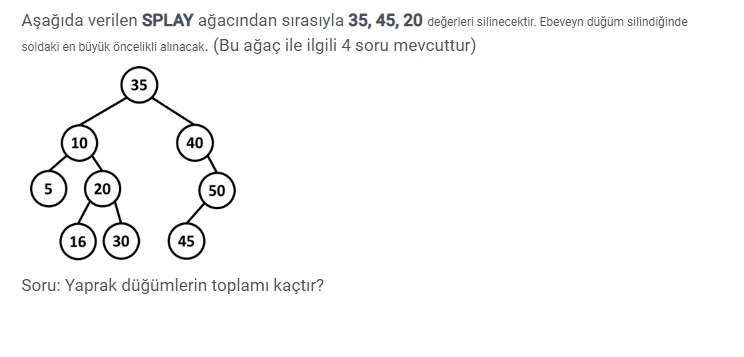 Aşağıda verilen SPLAY ağacından sırasıyla 35, 45, 20 değerleri silinecektir. Ebeveyn düğüm silindiğinde
soldaki en büyük öncelikli alınacak. (Bu ağaç ile ilgili 4 soru mevcuttur)
35
10 40
5 20 50
16 30 45
Soru: Yaprak düğümlerin toplamı kaçtır?